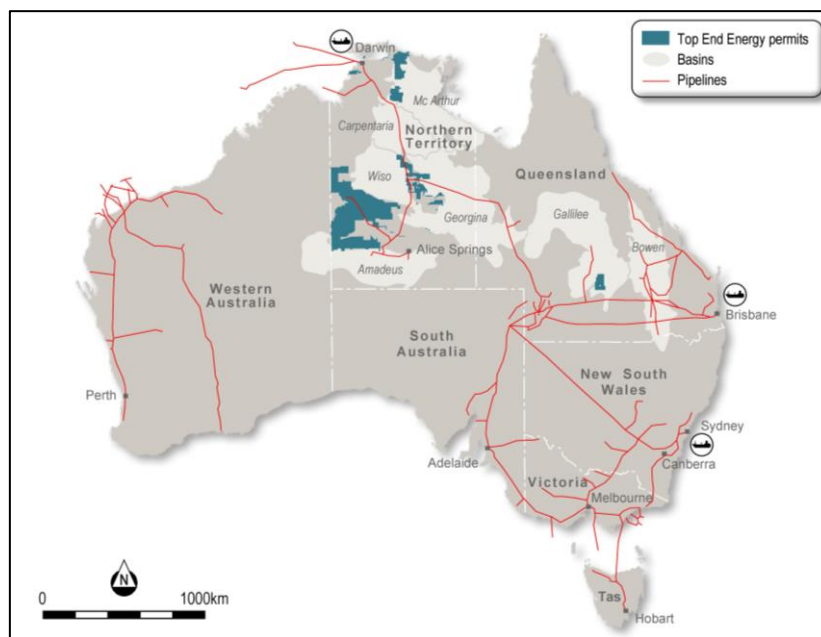 Top End Energy permits
Basins
Pipelines
Darwin
Mc Arthur
Carpentaria
Northern
Territory
Wiso
Queensland
Georgina
Gallilee
Bowen
Alice Springs
Amadeus
Western
Australia
Brisbane
South
Australia
New South
Wales
Perth
Sydney
Adelaide
Canberra
Victoria
Melbourne
N
0 1000km
Tas
Hobart